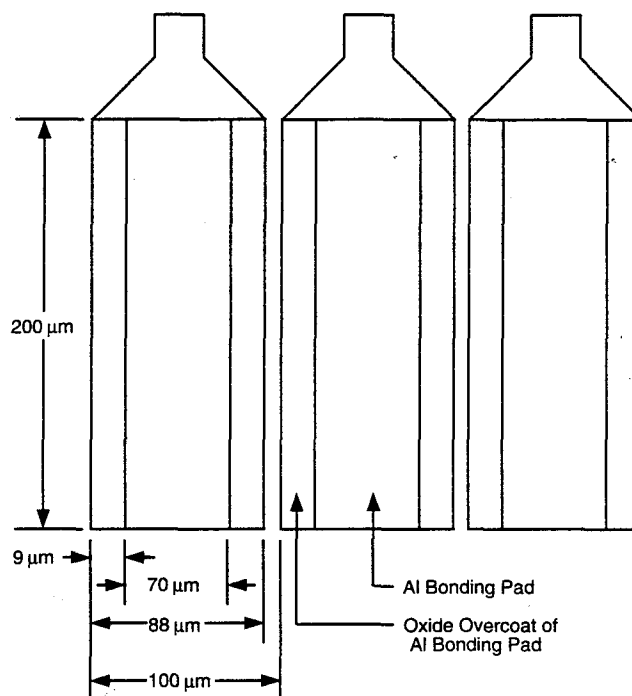 200 µm
9 µm
70 µm
88 µm
100 µm
Al Bonding Pad
Oxide Overcoat of
Al Bonding Pad